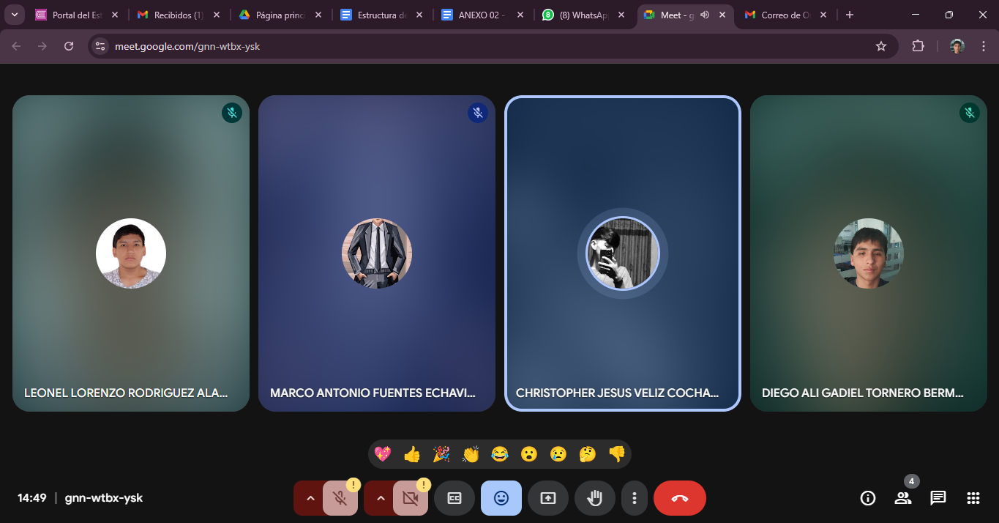 Portal del Est
Recibidos (1)
Página princi
Estructura de
ANEXO 02 -
(8) WhatsAp
Meet - g
Correo de O
meet.google.com/gnn-wtbx-ysk
LEONEL LORENZO RODRIGUEZ ALA...
MARCO ANTONIO FUENTES ECHAVI...
CHRISTOPHER JESUS VELIZ COCHA...
DIEGO ALI GADIEL TORNERO BERM...
14:49 | gnn-wtbx-ysk
4